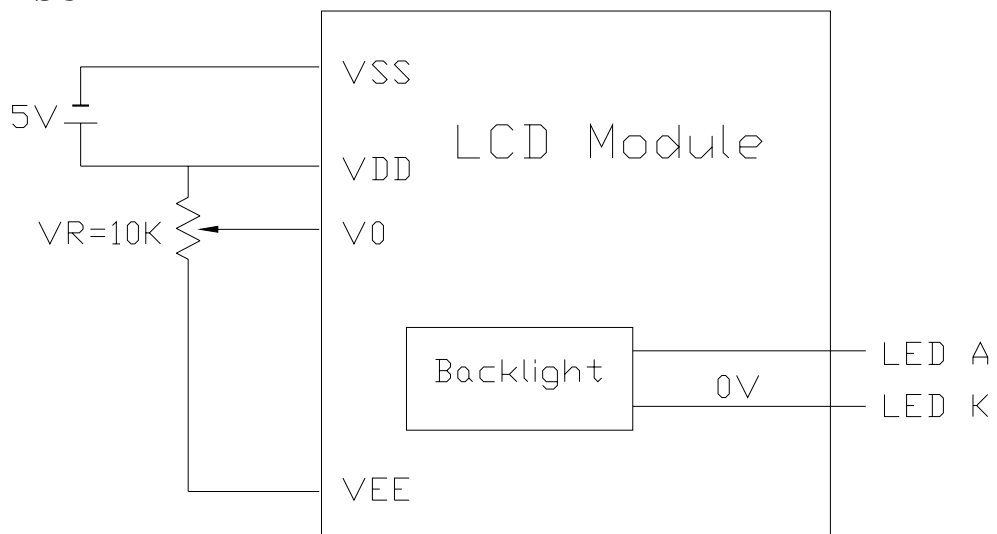 VSS
5V
LCD Module
VDD
VR=10K
V0
LED A
Backlight
0V
LED K
VEE